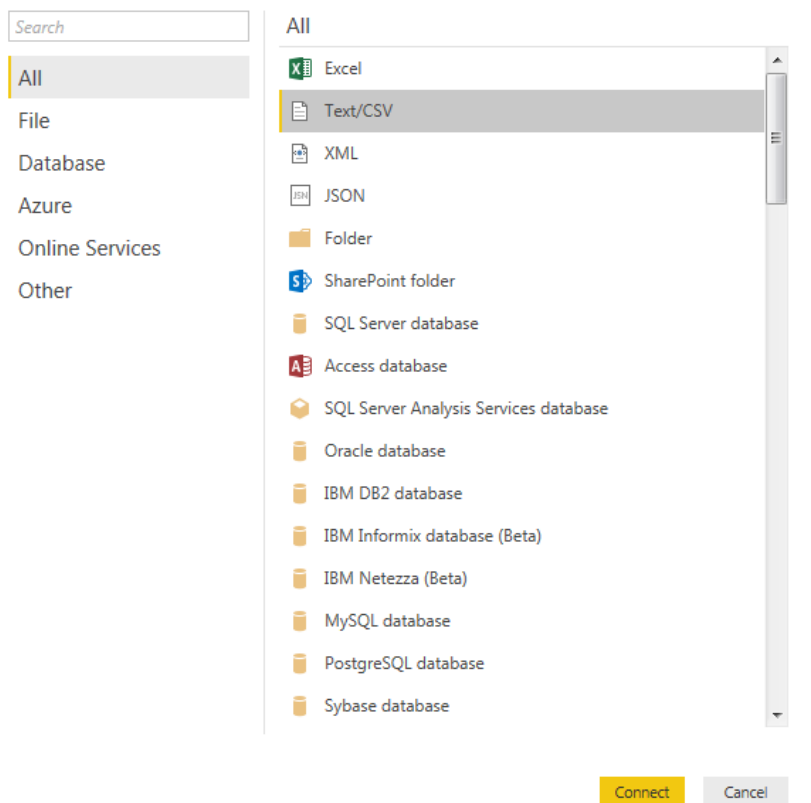 Search
All
File
Database
Azure
Online Services
Other
All
Excel
Text/CSV
XML
JSN JSON
Folder
S SharePoint folder
SQL Server database
A Access database
SQL Server Analysis Services database
Oracle database
IBM DB2 database
IBM Informix database (Beta)
IBM Netezza (Beta)
MySQL database
PostgreSQL database
Sybase database
Connect
Cancel